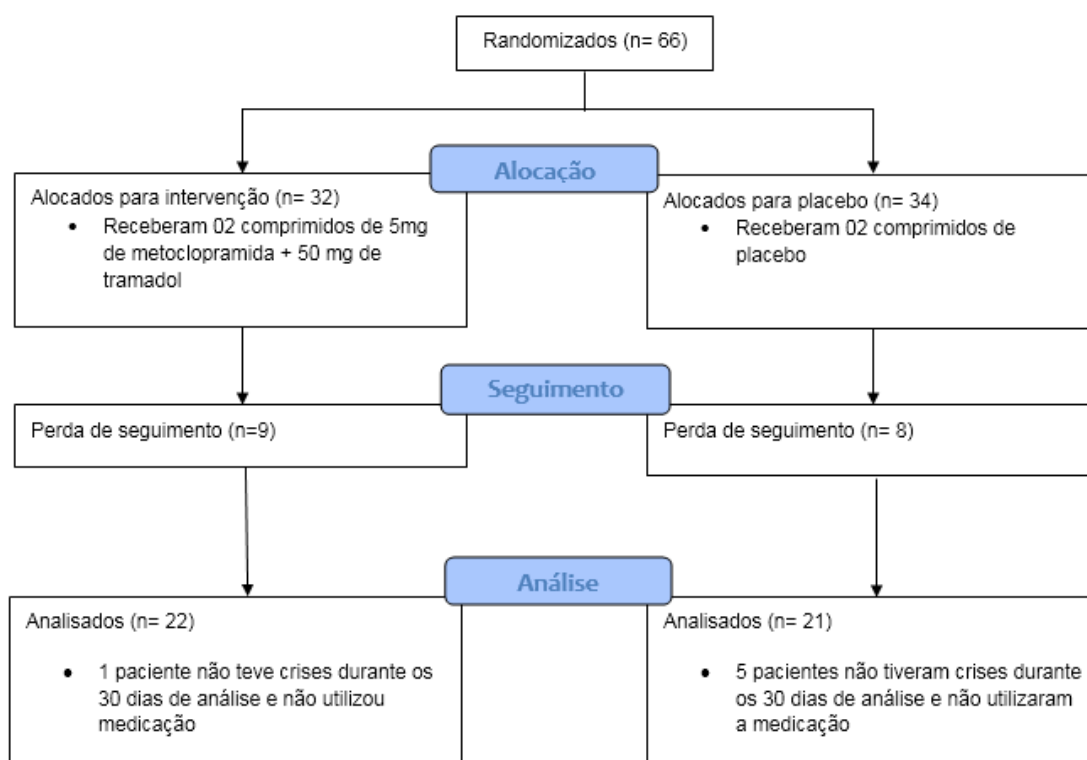 Randomizados (n= 66)
Alocação
Alocados para intervenção (n= 32)
• Receberam 02 comprimidos de 5mg
de metoclopramida + 50 mg de
tramadol
Alocados para placebo (n= 34)
• Receberam 02 comprimidos de
placebo
Seguimento
Perda de seguimento (n=9)
Perda de seguimento (n= 8)
Análise
Analisados (n= 22)
• 1 paciente não teve crises durante os
30 dias de análise e não utilizou
medicação
Analisados (n= 21)
• 5 pacientes não tiveram crises durante
os 30 dias de análise e não utilizaram
a medicação